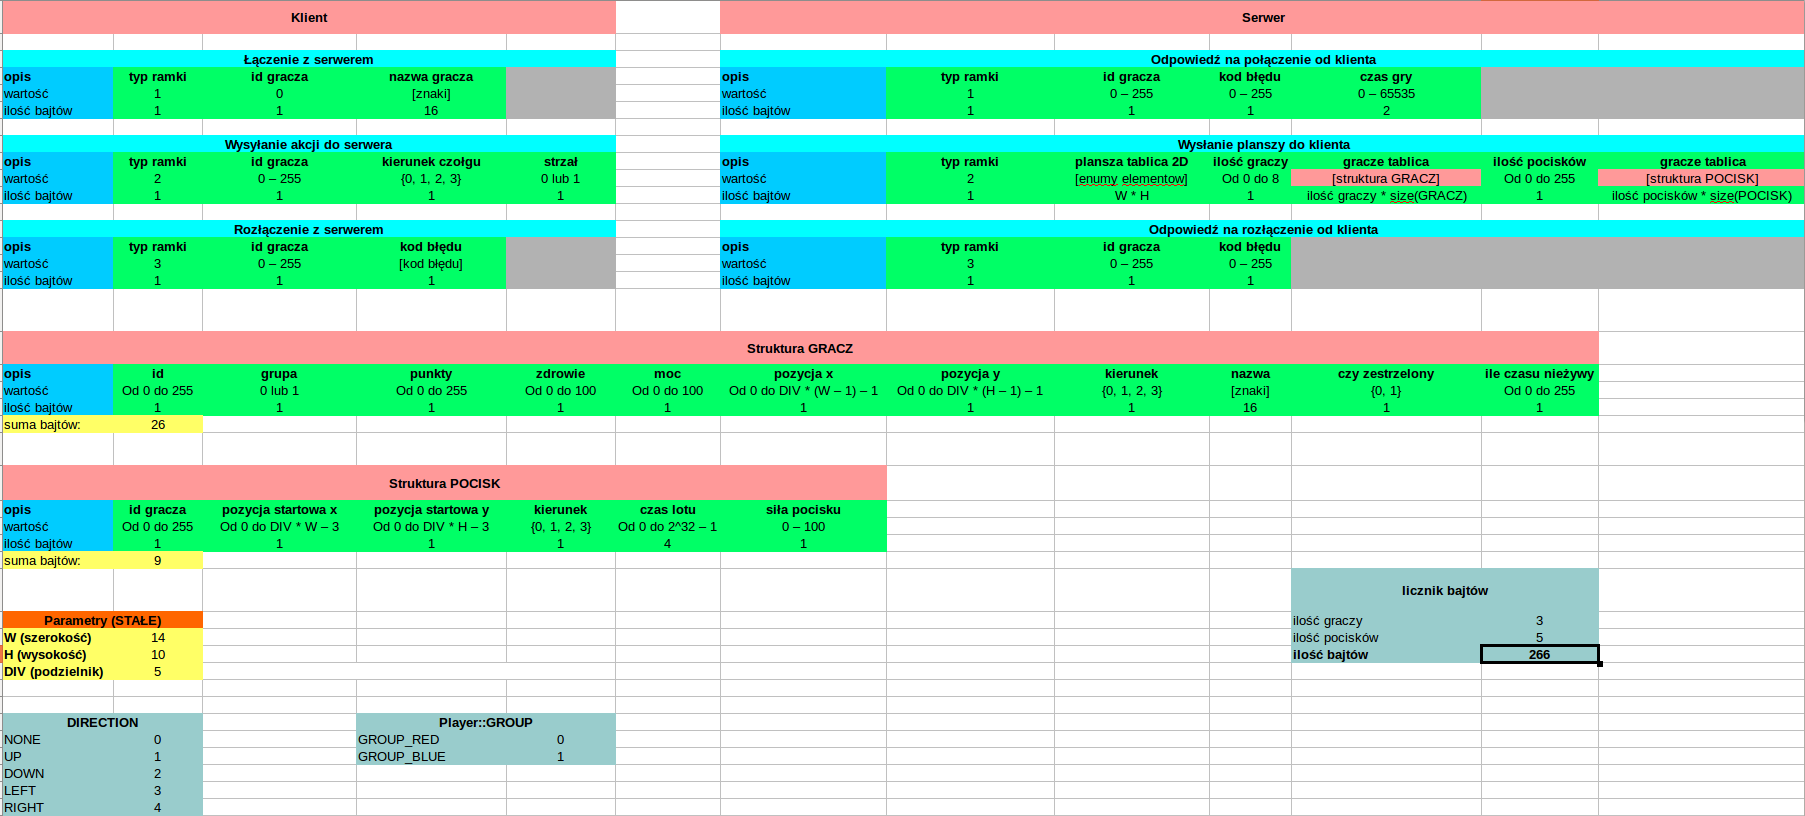 Klient Serwer
Łączenie z serwerem Odpowiedź na połączenie od klienta
opis typ ramki id gracza nazwa gracza opis typ ramki id gracza kod błędu czas gry
wartość 1 0 [znaki] wartość 1 0 – 255 0 – 255 0 – 65535
ilość bajtów 1 1 16 ilość bajtów 1 1 1 2
Wysyłanie akcji do serwera Wysłanie planszy do klienta
opis typ ramki id gracza kierunek czołgu strzał opis typ ramki plansza tablica 2D ilość graczy gracze tablica ilość pocisków gracze tablica
wartość 2 0 – 255 {0, 1, 2, 3} 0 lub 1 wartość 2 [enumy elementow] Od 0 do 8 [struktura GRACZ] Od 0 do 255 [struktura POCISK]
ilość bajtów 1 1 1 1 ilość bajtów 1 W * H 1 ilość graczy * size(GRACZ) 1 ilość pocisków * size(POCISK)
Rozłączenie z serwerem Odpowiedź na rozłączenie od klienta
opis typ ramki id gracza kod błędu opis typ ramki id gracza kod błędu
wartość 3 0 – 255 [kod błędu] wartość 3 0 – 255 0 – 255
ilość bajtów 1 1 1 ilość bajtów 1 1 1
Struktura GRACZ
opis id grupa punkty zdrowie moc pozycja x pozycja y kierunek nazwa czy zestrzelony ile czasu nieżywy
wartość Od 0 do 255 0 lub 1 Od 0 do 255 Od 0 do 100 Od 0 do 100 Od 0 do DIV * (W – 1) – 1 Od 0 do DIV * (H – 1) – 1 {0, 1, 2, 3} [znaki] {0, 1} Od 0 do 255
ilość bajtów 1 1 1 1 1 1 1 1 16 1 1
suma bajtów: 26
Struktura POCISK
opis id gracza pozycja startowa x pozycja startowa y kierunek czas lotu siła pocisku
wartość Od 0 do 255 Od 0 do DIV * W – 3 Od 0 do DIV * H – 3 {0, 1, 2, 3} Od 0 do 2^32 – 1 0 – 100
ilość bajtów 1 1 1 1 4 1
suma bajtów: 9
licznik bajtów
Parametry (STAŁE) ilość graczy 3
W (szerokość) 14 ilość pocisków 5
H (wysokość) 10 ilość bajtów 266
DIV (podzielnik) 5
DIRECTION Player::GROUP
NONE 0 GROUP_RED 0
UP 1 GROUP_BLUE 1
DOWN 2
LEFT 3
RIGHT 4